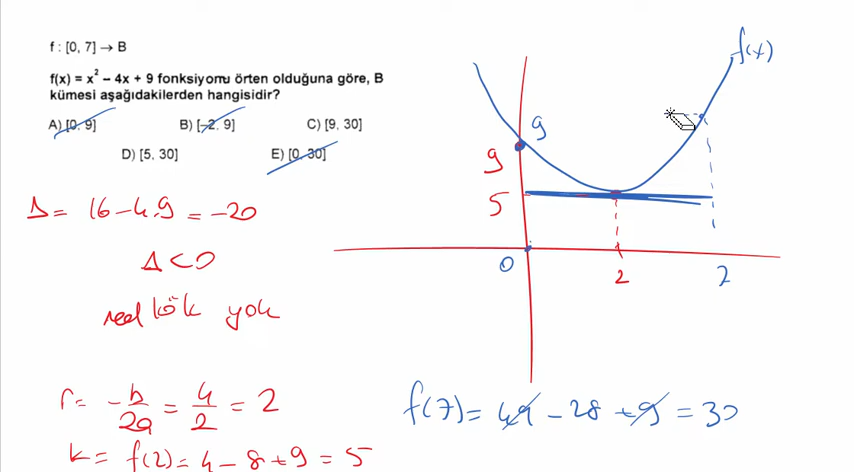 f : [0, 7] → B
f(x) = x² − 4x + 9 fonksiyonu örten olduğuna göre, B
kümesi aşağıdakilerden hangisidir?
A) [0, 9] B) [−2, 9] C) [9, 30]
D) [5, 30] E) [0, 30]
Δ = 16 − 4.9 = −20
Δ < 0
reel kök yok
r = −b/2a = 4/2 = 2
k = f(2) = 4 − 8 + 9 = 5
f(x)
9
9
5
0
2
7
f(7) = 49 − 28 + 9 = 30